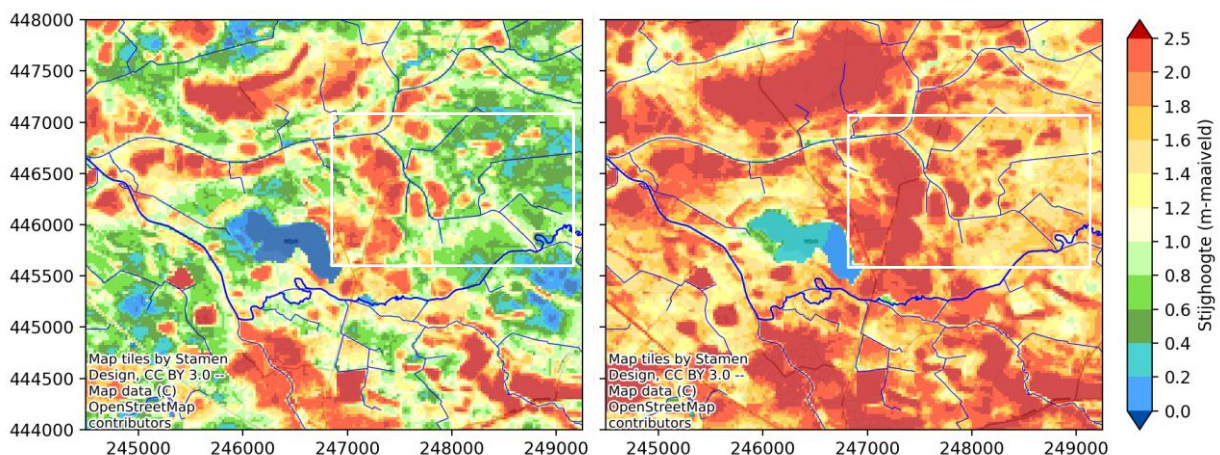 448000
447500
447000
446500
446000
445500
445000
444500
444000
Map tiles by Stamen
Design, CC BY 3.0 --
Map data (C)
OpenStreetMap
contributors
245000 246000 247000 248000 249000
Map tiles by Stamen
Design, CC BY 3.0 --
Map data (C)
OpenStreetMap
contributors
245000 246000 247000 248000 249000
2.5
2.0
1.8
1.6
1.4
1.2
1.0
0.8
0.6
0.4
0.2
0.0
Stijghoogte (m-maaiveld)